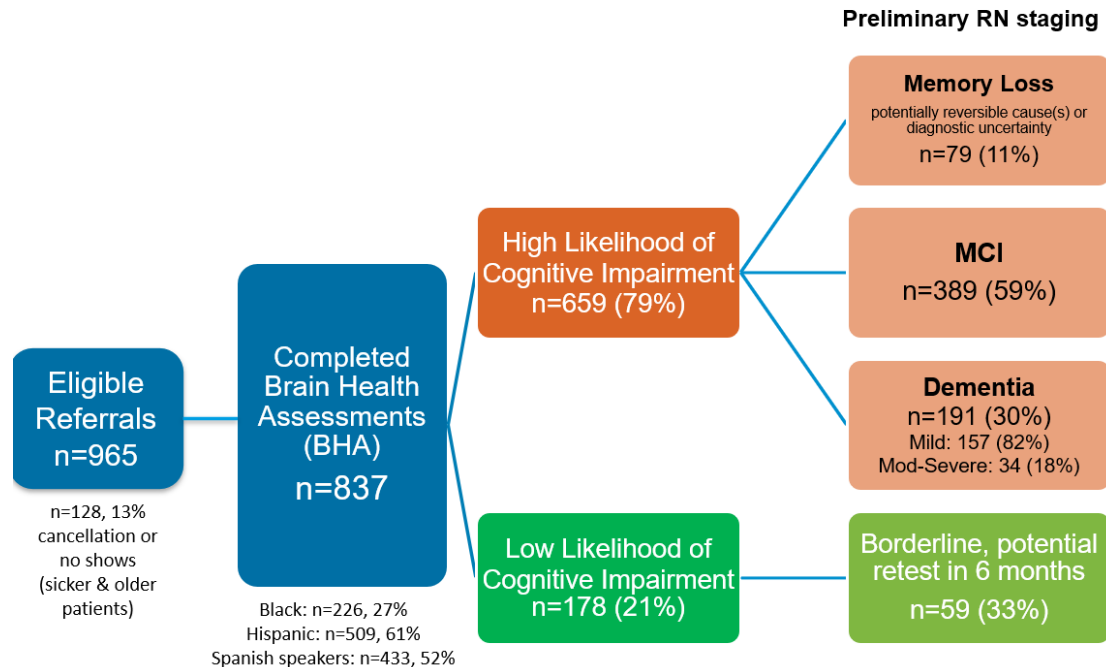 Preliminary RN staging
Eligible
Referrals
n=965
n=128, 13%
cancellation or
no shows
(sicker & older
patients)
Completed
Brain Health
Assessments
(BHA)
n=837
Black: n=226, 27%
Hispanic: n=509, 61%
Spanish speakers: n=433, 52%
High Likelihood of
Cognitive Impairment
n=659 (79%)
Low Likelihood of
Cognitive Impairment
n=178 (21%)
Memory Loss
potentially reversible cause(s) or
diagnostic uncertainty
n=79 (11%)
MCI
n=389 (59%)
Dementia
n=191 (30%)
Mild: 157 (82%)
Mod-Severe: 34 (18%)
Borderline, potential
retest in 6 months
n=59 (33%)